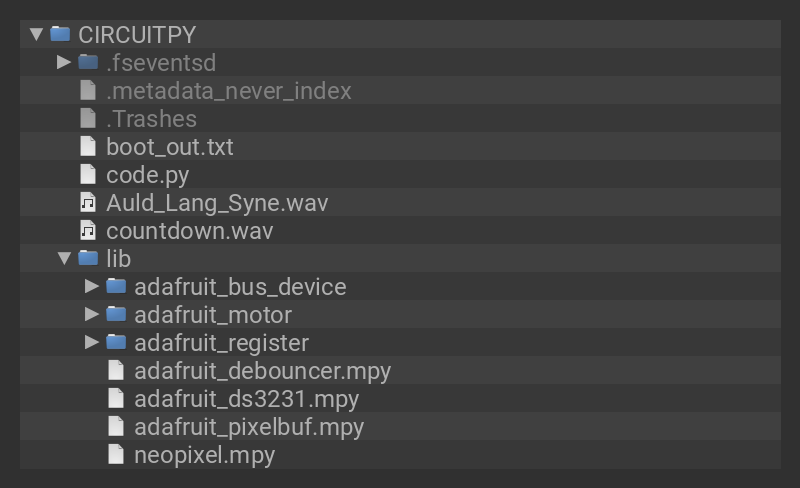 CIRCUITPY
.fseventsd
.metadata_never_index
.Trashes
boot_out.txt
code.py
Auld_Lang_Syne.wav
countdown.wav
lib
adafruit_bus_device
adafruit_motor
adafruit_register
adafruit_debouncer.mpy
adafruit_ds3231.mpy
adafruit_pixelbuf.mpy
neopixel.mpy